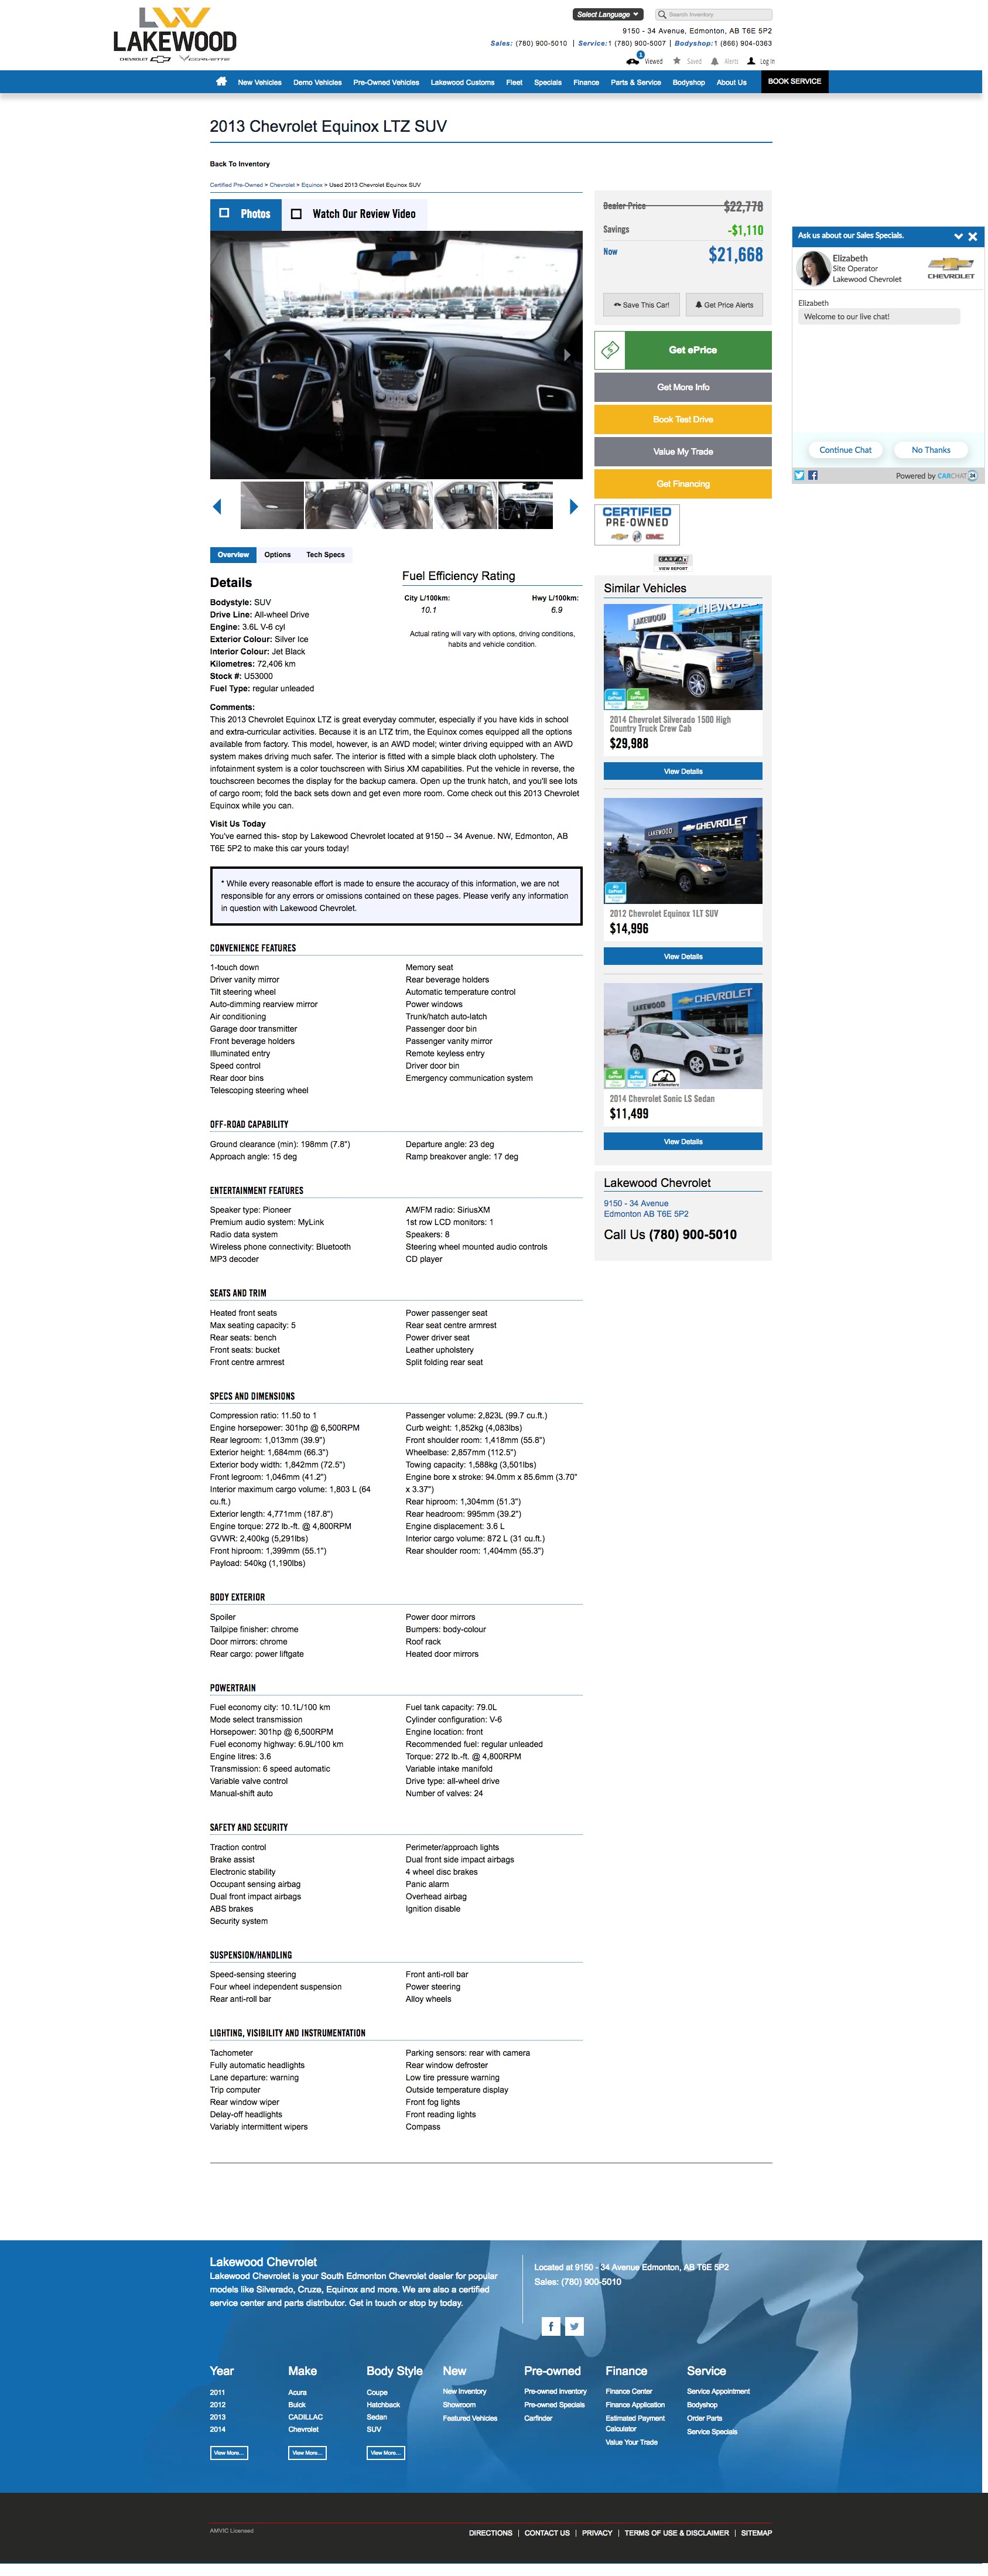 LW
LAKEWOOD
CHEVROLET CORVETTE
Select Language
Search Inventory
9150 - 34 Avenue, Edmonton, AB T6E 5P2
Sales: (780) 900-5010 | Service:1 (780) 900-5007 | Bodyshop:1 (866) 904-0363
1 Viewed Saved Alerts Log In
New Vehicles Demo Vehicles Pre-Owned Vehicles Lakewood Customs Fleet Specials Finance Parts & Service Bodyshop About Us BOOK SERVICE
2013 Chevrolet Equinox LTZ SUV
Back To Inventory
Certified Pre-Owned > Chevrolet > Equinox > Used 2013 Chevrolet Equinox SUV
Photos Watch Our Review Video
Dealer Price $22,778
Savings -$1,110
Now $21,668
Save This Car! Get Price Alerts
Get ePrice
Get More Info
Book Test Drive
Value My Trade
Get Financing
CERTIFIED
PRE-OWNED
GMC
CARFAX
VIEW REPORT
Ask us about our Sales Specials.
Elizabeth
Site Operator
Lakewood Chevrolet
CHEVROLET
Elizabeth
Welcome to our live chat!
Continue Chat No Thanks
Powered by CARCHAT 24
Overview Options Tech Specs
Details
Bodystyle: SUV
Drive Line: All-wheel Drive
Engine: 3.6L V-6 cyl
Exterior Colour: Silver Ice
Interior Colour: Jet Black
Kilometres: 72,406 km
Stock #: U53000
Fuel Type: regular unleaded
Fuel Efficiency Rating
City L/100km: Hwy L/100km:
10.1 6.9
Actual rating will vary with options, driving conditions,
habits and vehicle condition.
Comments:
This 2013 Chevrolet Equinox LTZ is great everyday commuter, especially if you have kids in school
and extra-curricular activities. Because it is an LTZ trim, the Equinox comes equipped all the options
available from factory. This model, however, is an AWD model; winter driving equipped with an AWD
system makes driving much safer. The interior is fitted with a simple black cloth upholstery. The
infotainment system is a color touchscreen with Sirius XM capabilities. Put the vehicle in reverse, the
touchscreen becomes the display for the backup camera. Open up the trunk hatch, and you'll see lots
of cargo room; fold the back sets down and get even more room. Come check out this 2013 Chevrolet
Equinox while you can.
Visit Us Today
You've earned this- stop by Lakewood Chevrolet located at 9150 -- 34 Avenue. NW, Edmonton, AB
T6E 5P2 to make this car yours today!
* While every reasonable effort is made to ensure the accuracy of this information, we are not
responsible for any errors or omissions contained on these pages. Please verify any information
in question with Lakewood Chevrolet.
CONVENIENCE FEATURES
1-touch down Memory seat
Driver vanity mirror Rear beverage holders
Tilt steering wheel Automatic temperature control
Auto-dimming rearview mirror Power windows
Air conditioning Trunk/hatch auto-latch
Garage door transmitter Passenger door bin
Front beverage holders Passenger vanity mirror
Illuminated entry Remote keyless entry
Speed control Driver door bin
Rear door bins Emergency communication system
Telescoping steering wheel
OFF-ROAD CAPABILITY
Ground clearance (min): 198mm (7.8") Departure angle: 23 deg
Approach angle: 15 deg Ramp breakover angle: 17 deg
ENTERTAINMENT FEATURES
Speaker type: Pioneer AM/FM radio: SiriusXM
Premium audio system: MyLink 1st row LCD monitors: 1
Radio data system Speakers: 8
Wireless phone connectivity: Bluetooth Steering wheel mounted audio controls
MP3 decoder CD player
SEATS AND TRIM
Heated front seats Power passenger seat
Max seating capacity: 5 Rear seat centre armrest
Rear seats: bench Power driver seat
Front seats: bucket Leather upholstery
Front centre armrest Split folding rear seat
SPECS AND DIMENSIONS
Compression ratio: 11.50 to 1
Engine horsepower: 301hp @ 6,500RPM
Rear legroom: 1,013mm (39.9")
Exterior height: 1,684mm (66.3")
Exterior body width: 1,842mm (72.5")
Front legroom: 1,046mm (41.2")
Interior maximum cargo volume: 1,803 L (64
cu.ft.)
Exterior length: 4,771mm (187.8")
Engine torque: 272 lb.-ft. @ 4,800RPM
GVWR: 2,400kg (5,291lbs)
Front hiproom: 1,399mm (55.1")
Payload: 540kg (1,190lbs)
Passenger volume: 2,823L (99.7 cu.ft.)
Curb weight: 1,852kg (4,083lbs)
Front shoulder room: 1,418mm (55.8")
Wheelbase: 2,857mm (112.5")
Towing capacity: 1,588kg (3,501lbs)
Engine bore x stroke: 94.0mm x 85.6mm (3.70"
x 3.37")
Rear hiproom: 1,304mm (51.3")
Rear headroom: 995mm (39.2")
Engine displacement: 3.6 L
Interior cargo volume: 872 L (31 cu.ft.)
Rear shoulder room: 1,404mm (55.3")
BODY EXTERIOR
Spoiler Power door mirrors
Tailpipe finisher: chrome Bumpers: body-colour
Door mirrors: chrome Roof rack
Rear cargo: power liftgate Heated door mirrors
POWERTRAIN
Fuel economy city: 10.1L/100 km Fuel tank capacity: 79.0L
Mode select transmission Cylinder configuration: V-6
Horsepower: 301hp @ 6,500RPM Engine location: front
Fuel economy highway: 6.9L/100 km Recommended fuel: regular unleaded
Engine litres: 3.6 Torque: 272 lb.-ft. @ 4,800RPM
Transmission: 6 speed automatic Variable intake manifold
Variable valve control Drive type: all-wheel drive
Manual-shift auto Number of valves: 24
SAFETY AND SECURITY
Traction control Perimeter/approach lights
Brake assist Dual front side impact airbags
Electronic stability 4 wheel disc brakes
Occupant sensing airbag Panic alarm
Dual front impact airbags Overhead airbag
ABS brakes Ignition disable
Security system
SUSPENSION/HANDLING
Speed-sensing steering Front anti-roll bar
Four wheel independent suspension Power steering
Rear anti-roll bar Alloy wheels
LIGHTING, VISIBILITY AND INSTRUMENTATION
Tachometer Parking sensors: rear with camera
Fully automatic headlights Rear window defroster
Lane departure: warning Low tire pressure warning
Trip computer Outside temperature display
Rear window wiper Front fog lights
Delay-off headlights Front reading lights
Variably intermittent wipers Compass
Similar Vehicles
LAKEWOOD CHEVROLET
2014 Chevrolet Silverado 1500 High
Country Truck Crew Cab
$29,988
View Details
LAKEWOOD CHEVROLET
2012 Chevrolet Equinox 1LT SUV
$14,996
View Details
LAKEWOOD CHEVROLET
Low Kilometers
2014 Chevrolet Sonic LS Sedan
$11,499
View Details
Lakewood Chevrolet
9150 - 34 Avenue
Edmonton AB T6E 5P2
Call Us (780) 900-5010
Lakewood Chevrolet
Lakewood Chevrolet is your South Edmonton Chevrolet dealer for popular
models like Silverado, Cruze, Equinox and more. We are also a certified
service center and parts distributor. Get in touch or stop by today.
Located at 9150 - 34 Avenue Edmonton, AB T6E 5P2
Sales: (780) 900-5010
Year
2011
2012
2013
2014
View More...
Make
Acura
Buick
CADILLAC
Chevrolet
View More...
Body Style
Coupe
Hatchback
Sedan
SUV
View More...
New
New Inventory
Showroom
Featured Vehicles
Pre-owned
Pre-owned Inventory
Pre-owned Specials
Carfinder
Finance
Finance Center
Finance Application
Estimated Payment
Calculator
Value Your Trade
Service
Service Appointment
Bodyshop
Order Parts
Service Specials
AMVIC Licensed
DIRECTIONS | CONTACT US | PRIVACY | TERMS OF USE & DISCLAIMER | SITEMAP